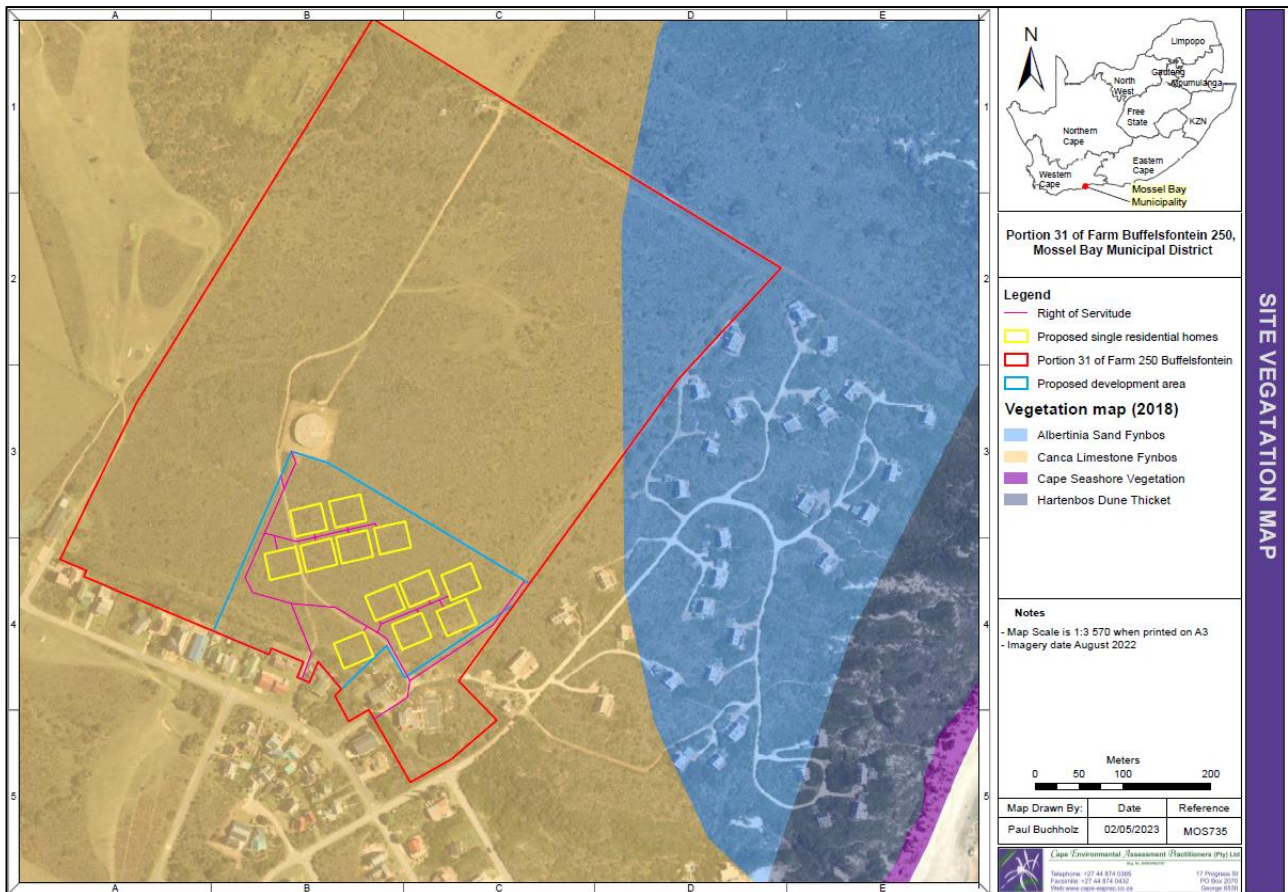 A B C D E
1
2
3
4
5
1
2
3
4
5
A B C D E
N
Limpopo
North West
Gauteng
Mpumulanga
Free State
KZN
Northern Cape
Western Cape
Eastern Cape
Mossel Bay Municipality
Portion 31 of Farm Buffelsfontein 250,
Mossel Bay Municipal District
Legend
Right of Servitude
Proposed single residential homes
Portion 31 of Farm 250 Buffelsfontein
Proposed development area
Vegetation map (2018)
Albertinia Sand Fynbos
Canca Limestone Fynbos
Cape Seashore Vegetation
Hartenbos Dune Thicket
Notes
- Map Scale is 1:3 570 when printed on A3
- Imagery date August 2022
Meters
0 50 100 200
Map Drawn By: Date Reference
Paul Buchholz 02/05/2023 MOS735
Cape Environmental Assessment Practitioners (Pty) Ltd
Telephone: +27 44 874 0365
Facsimile: +27 44 874 0432
Web: www.cape-eaprac.co.za
17 Progress St
PO Box 2070
George 6530
SITE VEGATATION MAP